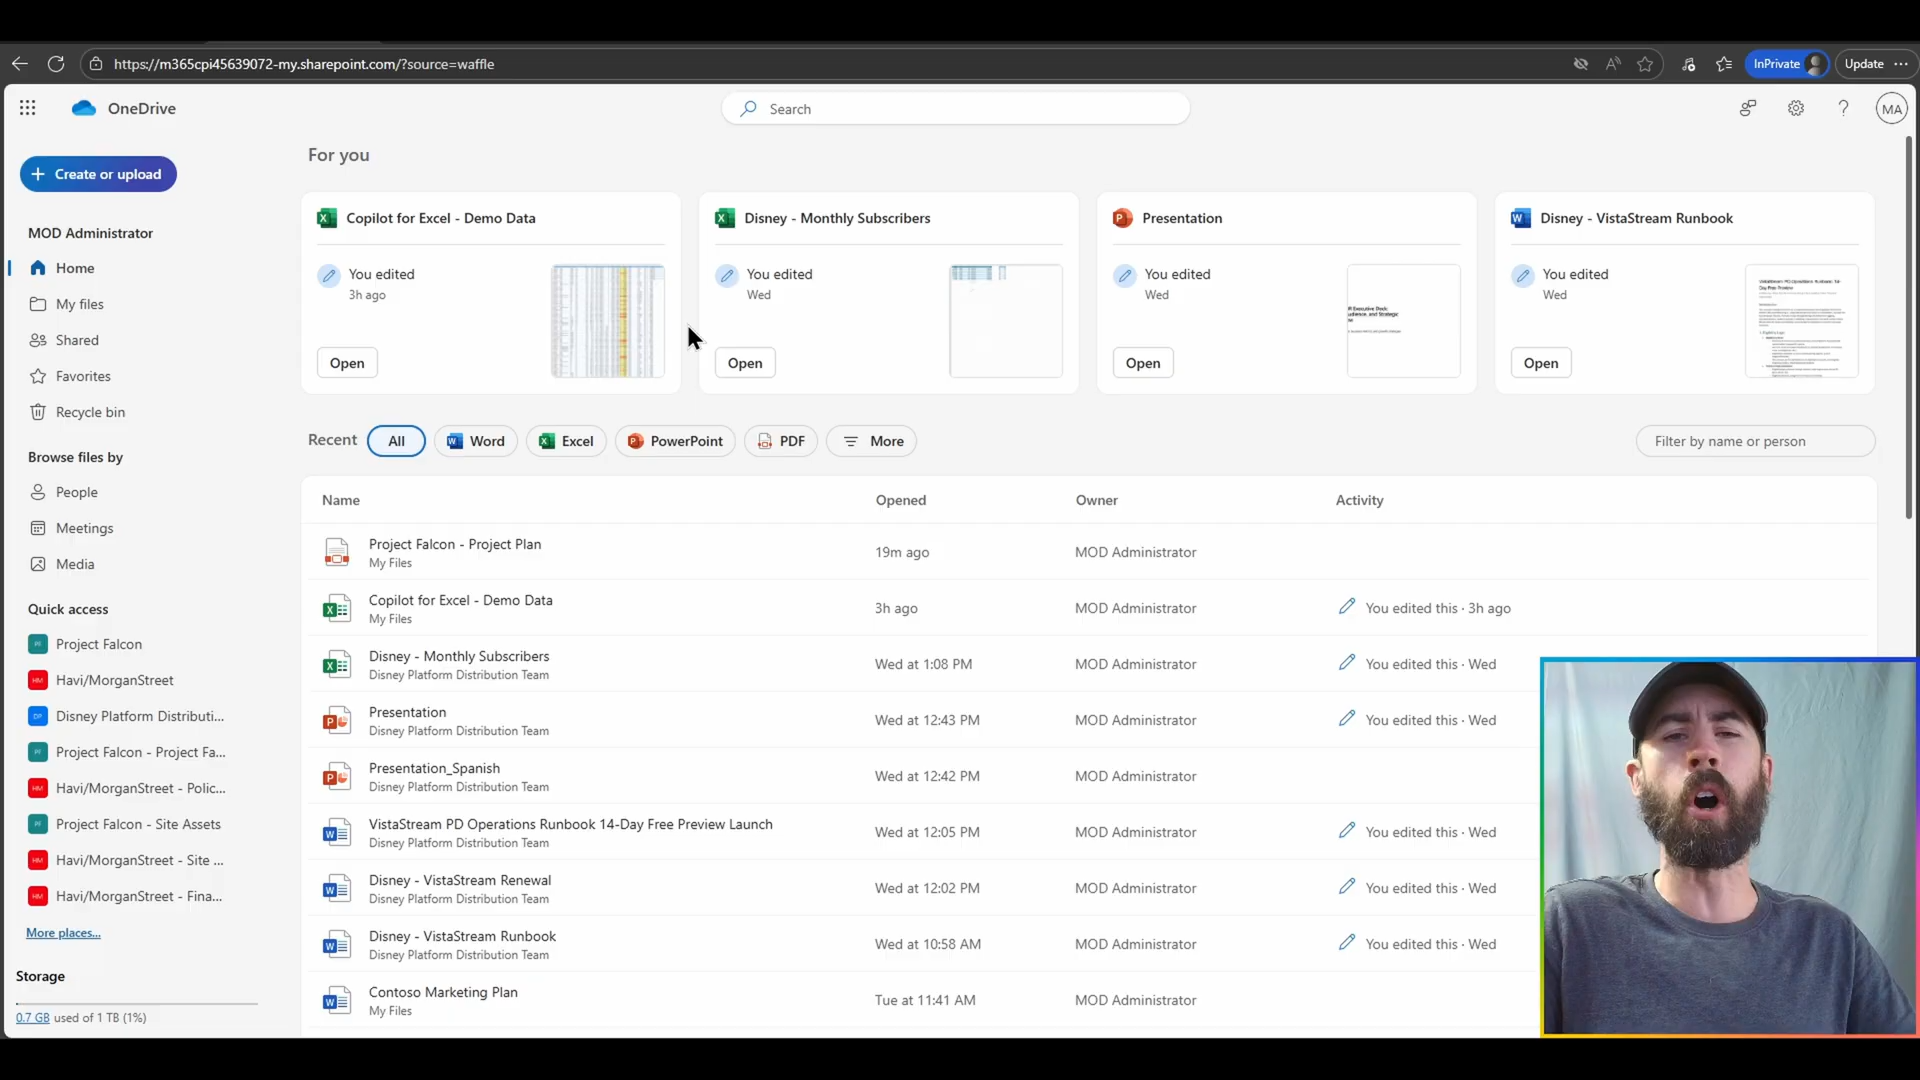 https://m365cpi45639072-my.sharepoint.com/?source=waffle
InPrivate
Update
OneDrive
Search
MA
Create or upload
MOD Administrator
Home
My files
Shared
Favorites
Recycle bin
Browse files by
People
Meetings
Media
Quick access
Project Falcon
Havi/MorganStreet
Disney Platform Distributi...
Project Falcon - Project Fa...
Havi/MorganStreet - Polic...
Project Falcon - Site Assets
Havi/MorganStreet - Site ...
Havi/MorganStreet - Fina...
More places...
Storage
0.7 GB used of 1 TB (1%)
For you
Copilot for Excel - Demo Data
You edited
3h ago
Open
Disney - Monthly Subscribers
You edited
Wed
Open
Presentation
You edited
Wed
Open
Disney - VistaStream Runbook
You edited
Wed
Open
Recent
All
Word
Excel
PowerPoint
PDF
More
Filter by name or person
Name Opened Owner Activity
Project Falcon - Project Plan
My Files
19m ago
MOD Administrator
Copilot for Excel - Demo Data
My Files
3h ago
MOD Administrator
You edited this · 3h ago
Disney - Monthly Subscribers
Disney Platform Distribution Team
Wed at 1:08 PM
MOD Administrator
You edited this · Wed
Presentation
Disney Platform Distribution Team
Wed at 12:43 PM
MOD Administrator
You edited this · Wed
Presentation_Spanish
Disney Platform Distribution Team
Wed at 12:42 PM
MOD Administrator
VistaStream PD Operations Runbook 14-Day Free Preview Launch
Disney Platform Distribution Team
Wed at 12:05 PM
MOD Administrator
You edited this · Wed
Disney - VistaStream Renewal
Disney Platform Distribution Team
Wed at 12:02 PM
MOD Administrator
You edited this · Wed
Disney - VistaStream Runbook
Disney Platform Distribution Team
Wed at 10:58 AM
MOD Administrator
You edited this · Wed
Contoso Marketing Plan
My Files
Tue at 11:41 AM
MOD Administrator